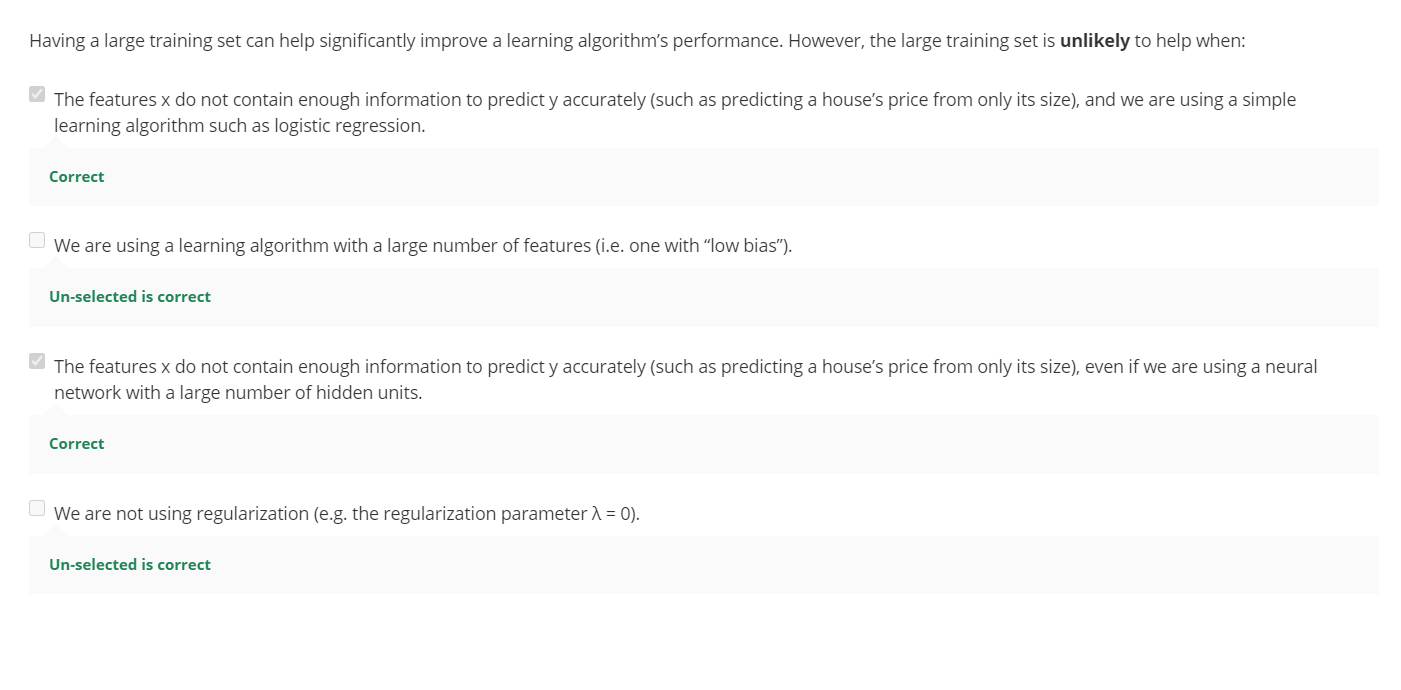 Having a large training set can help significantly improve a learning algorithm’s performance. However, the large training set is unlikely to help when:
The features x do not contain enough information to predict y accurately (such as predicting a house’s price from only its size), and we are using a simple
learning algorithm such as logistic regression.
Correct
We are using a learning algorithm with a large number of features (i.e. one with “low bias”).
Un-selected is correct
The features x do not contain enough information to predict y accurately (such as predicting a house’s price from only its size), even if we are using a neural
network with a large number of hidden units.
Correct
We are not using regularization (e.g. the regularization parameter λ = 0).
Un-selected is correct